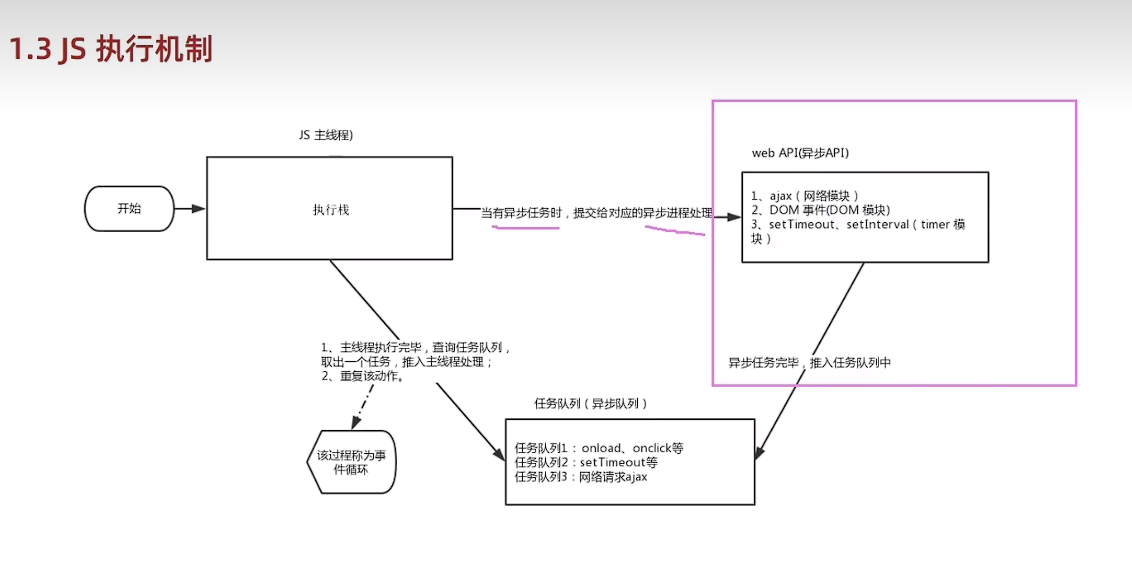 1.3 JS 执行机制
JS 主线程)
开始
执行栈
当有异步任务时，提交给对应的异步进程处理
web API(异步API)
1、ajax（网络模块）
2、DOM 事件(DOM 模块)
3、setTimeout、setInterval（timer 模
块）
1、主线程执行完毕，查询任务队列，
取出一个任务，推入主线程处理；
2、重复该动作。
异步任务完毕，推入任务队列中
该过程称为事
件循环
任务队列（异步队列）
任务队列1：onload、onclick等
任务队列2：setTimeout等
任务队列3：网络请求ajax